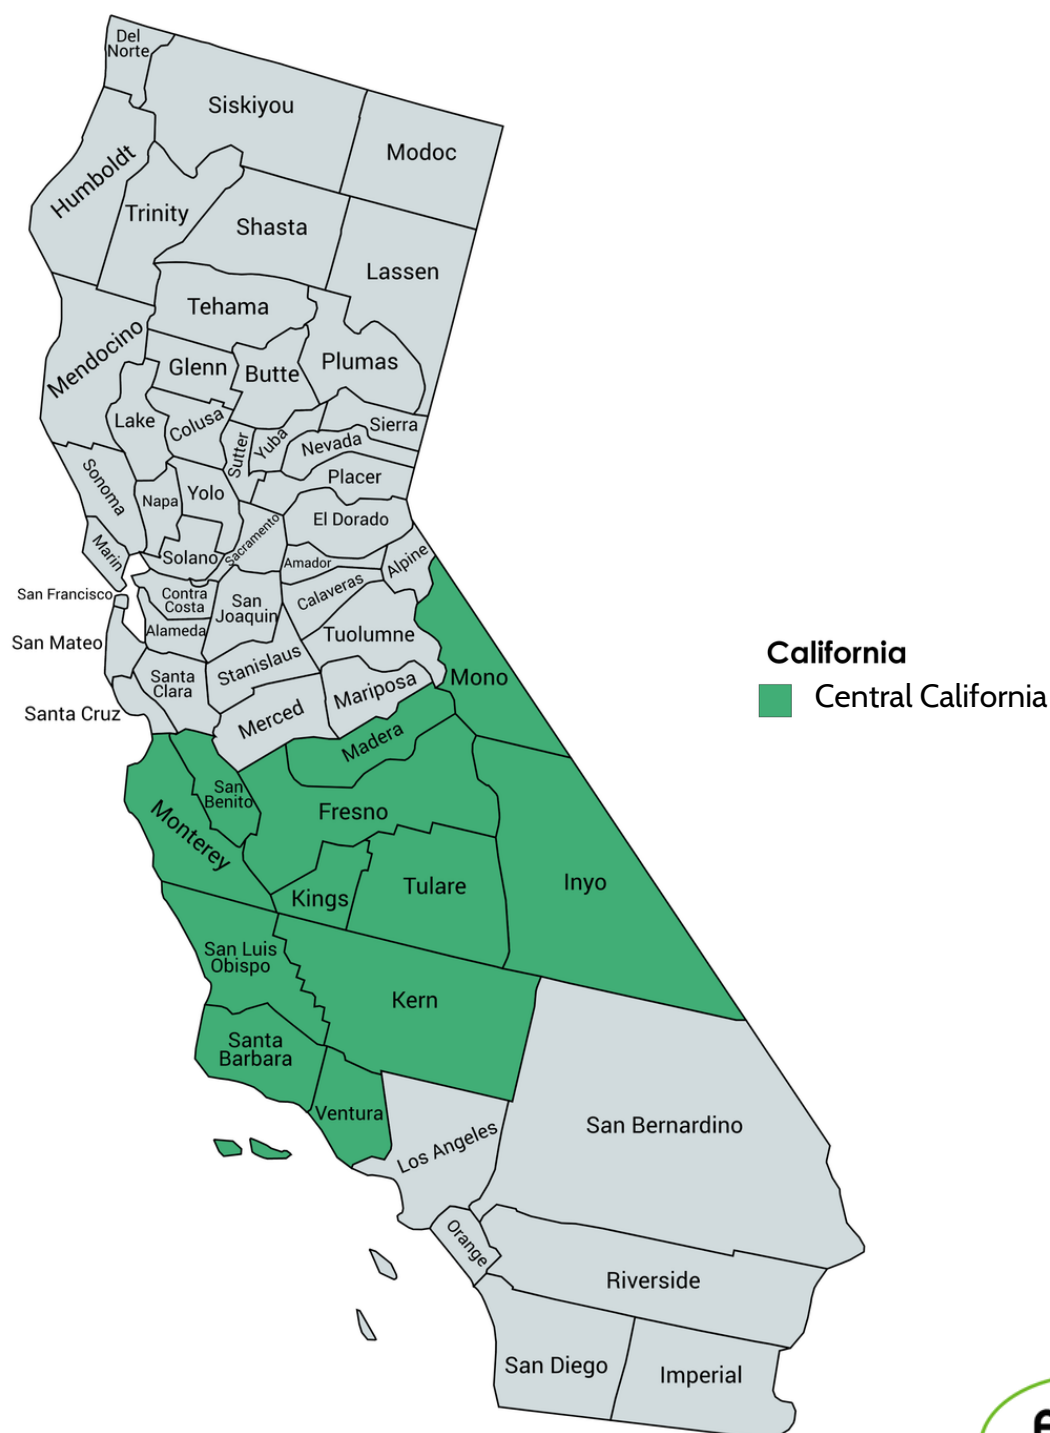 Del
Norte
Siskiyou
Modoc
Humboldt
Trinity
Shasta
Lassen
Tehama
Mendocino
Glenn
Butte
Plumas
Lake
Colusa
Sutter
Yuba
Nevada
Sierra
Placer
Sonoma
Napa
Yolo
El Dorado
Sacramento
Marin
Solano
Amador
Alpine
San Francisco
Contra
Costa
San
Joaquin
Calaveras
Alameda
San Mateo
Tuolumne
Stanislaus
Santa
Clara
Mono
Mariposa
Santa Cruz
Merced
Madera
California
Central California
San
Benito
Fresno
Monterey
Kings
Tulare
Inyo
San Luis
Obispo
Kern
Santa
Barbara
Ventura
Los Angeles
San Bernardino
Orange
Riverside
San Diego
Imperial